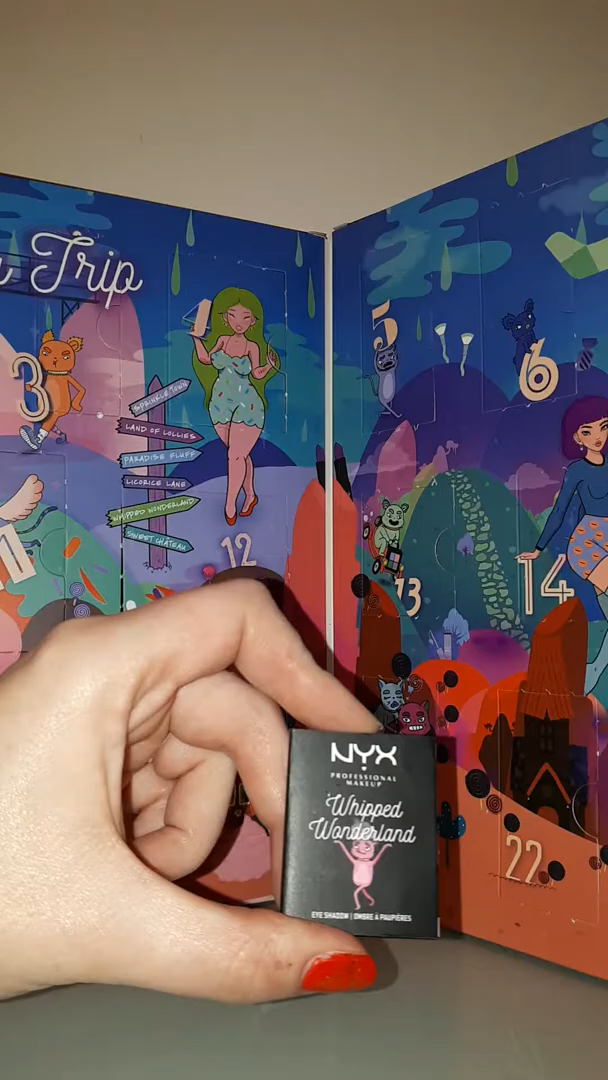 Trip
3
4
5
6
SPRINKLE TOWN
LAND OF LOLLIES
PARADISE FLUFF
LICORICE LANE
WHIPPED WONDERLAND
SWEET CHATEAU
12
13
14
NYX
PROFESSIONAL
MAKEUP
Whipped
Wonderland
EYE SHADOW | OMBRE À PAUPIÈRES
22